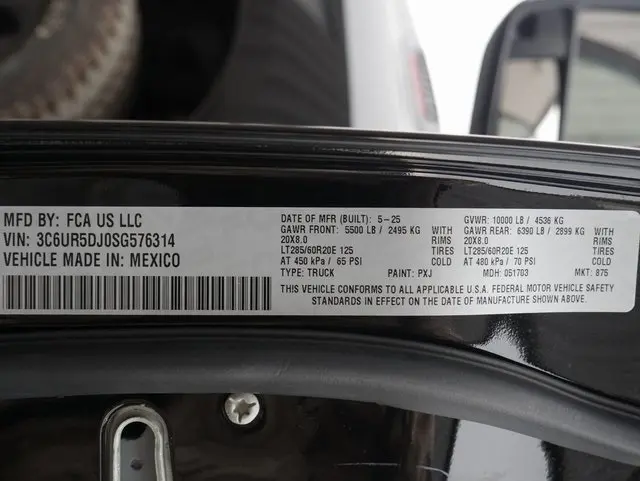 MFD BY: FCA US LLC
VIN: 3C6UR5DJ0SG576314
VEHICLE MADE IN: MEXICO
DATE OF MFR (BUILT): 5-25
GAWR FRONT: 5500 LB / 2495 KG WITH
20X8.0 RIMS
LT285/60R20E 125 TIRES
AT 450 kPa / 65 PSI COLD
TYPE: TRUCK PAINT: PXJ
GVWR: 10000 LB / 4536 KG
GAWR REAR: 6390 LB / 2899 KG WITH
20X8.0 RIMS
LT285/60R20E 125 TIRES
AT 480 kPa / 70 PSI COLD
MDH: 051703 MKT: 875
THIS VEHICLE CONFORMS TO ALL APPLICABLE U.S.A. FEDERAL MOTOR VEHICLE SAFETY
STANDARDS IN EFFECT ON THE DATE OF MANUFACTURE SHOWN ABOVE.